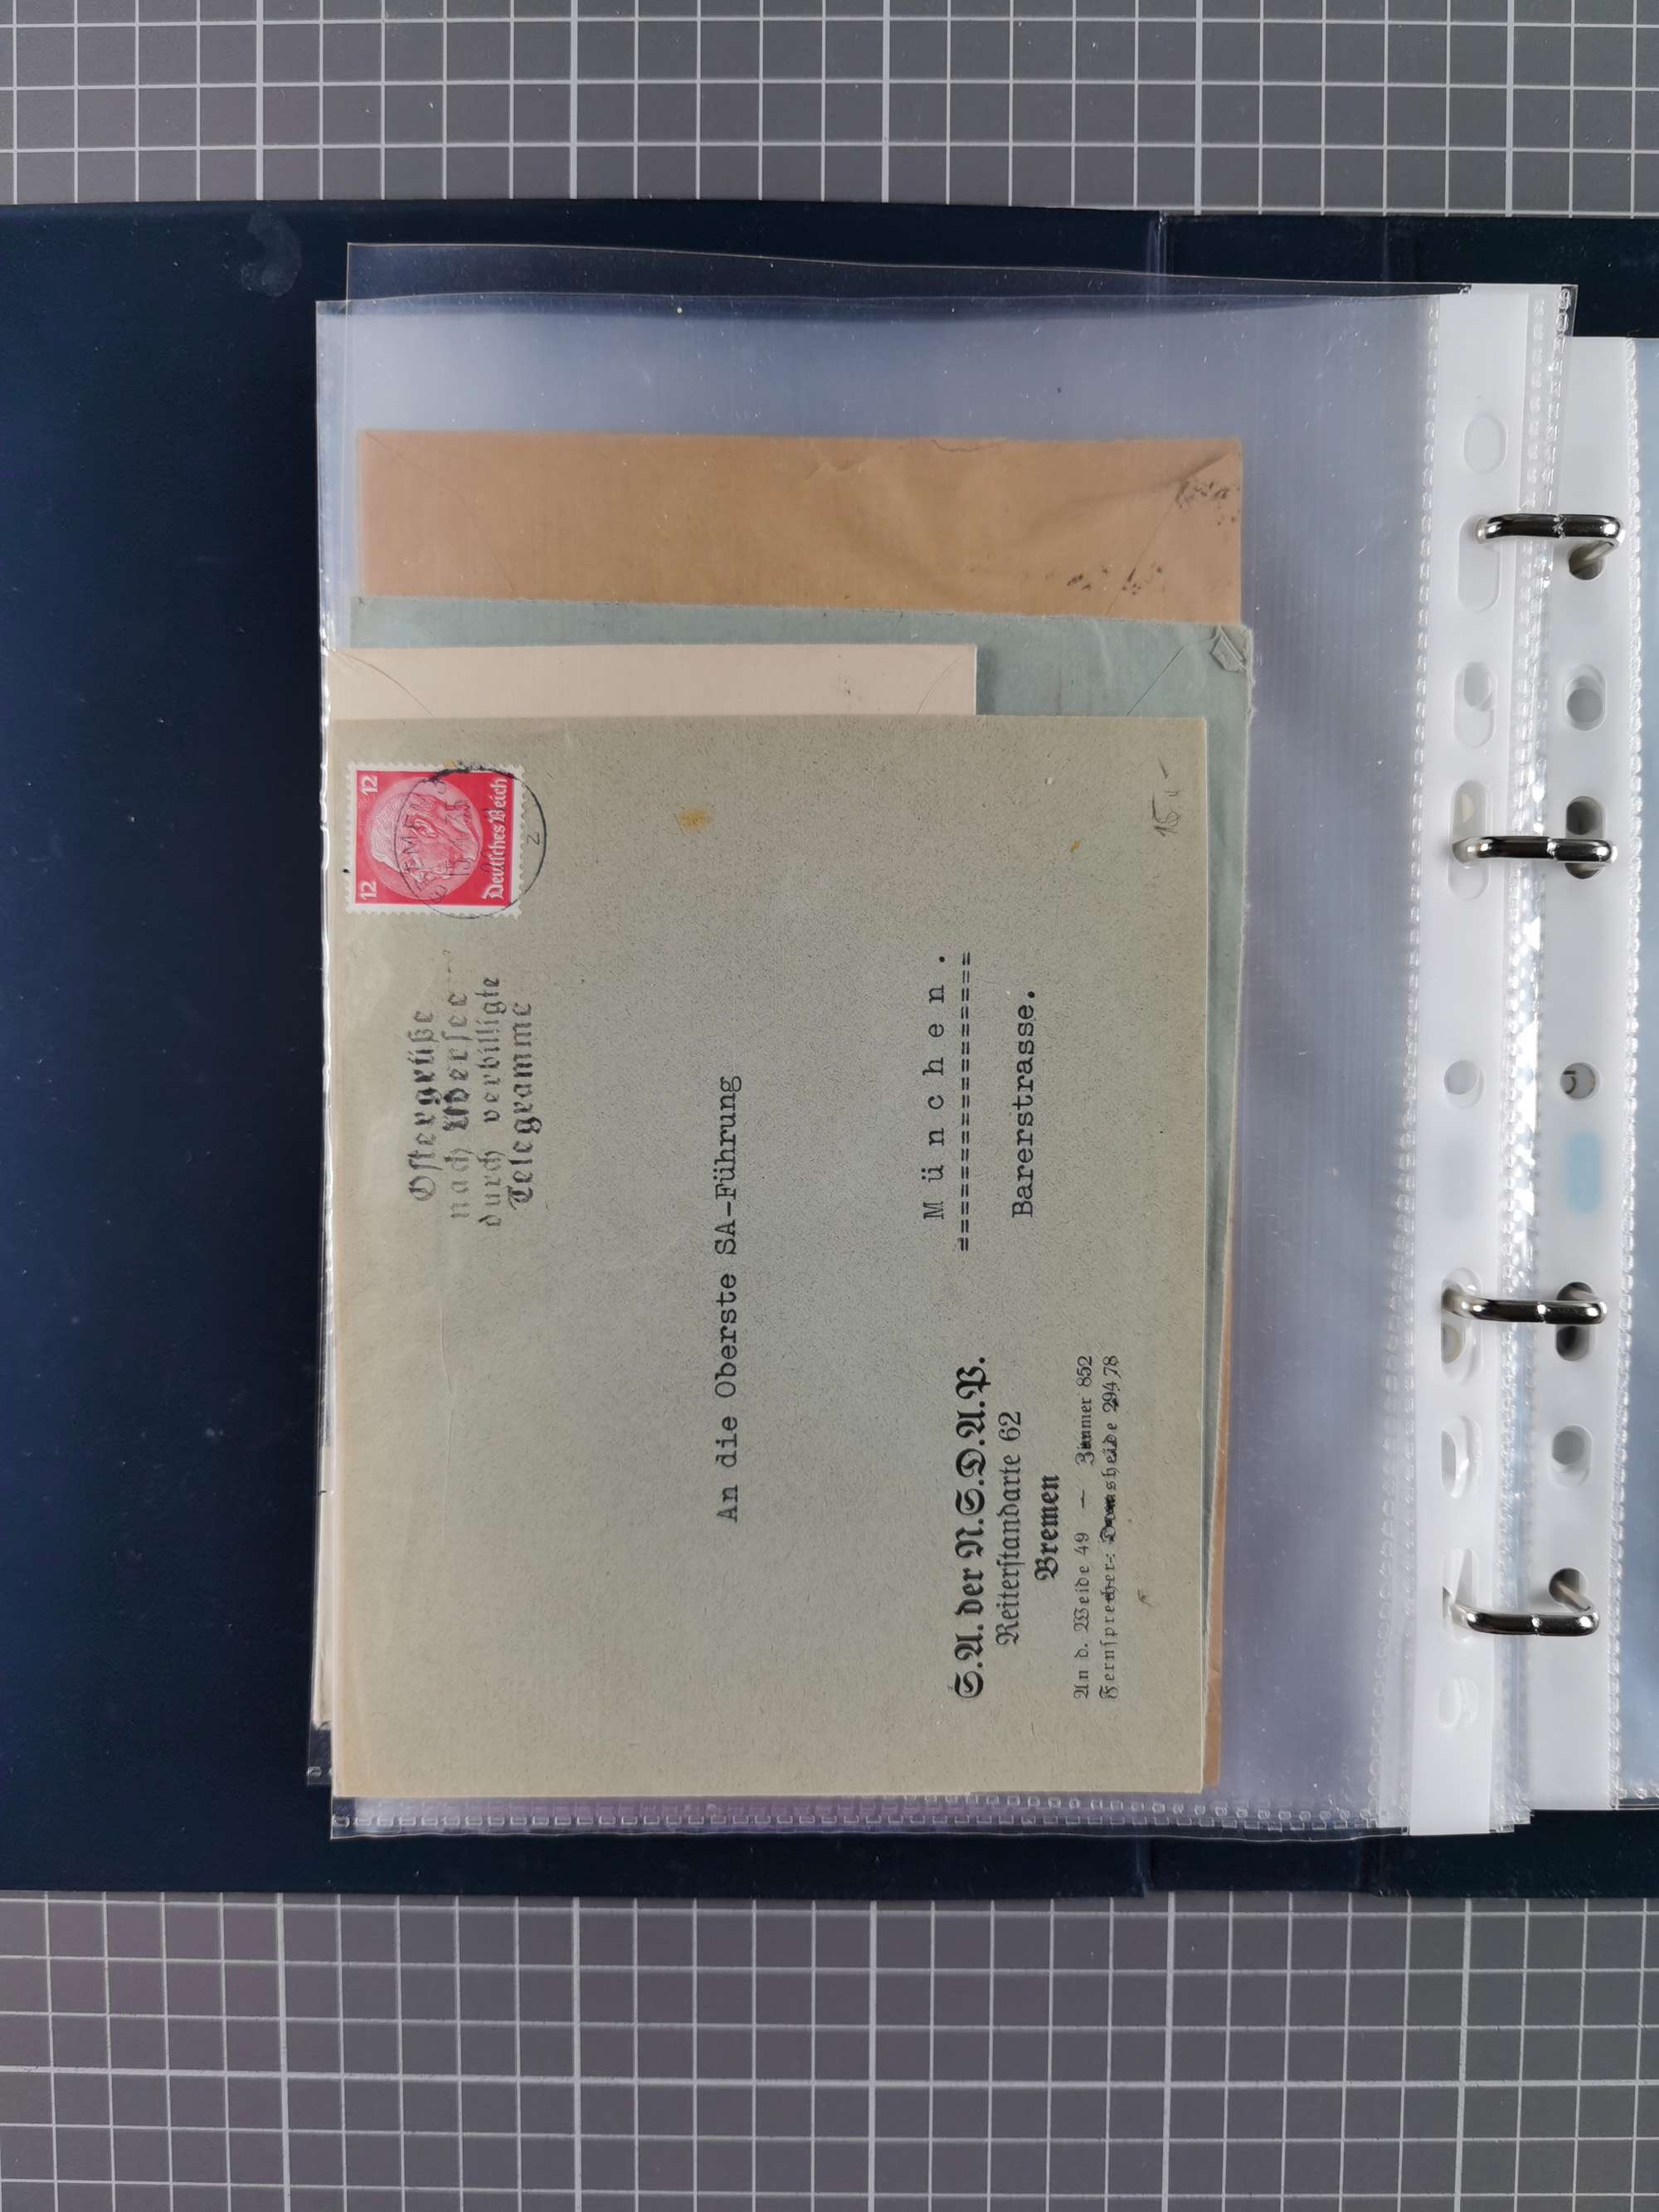 Ostergrüße
nach Übersee
durch verbilligte
Telegramme
12 12
Deutsches Reich
BREMEN
An die Oberste SA-Führung
M ü n c h e n .
====================
Barerstrasse.
S.A. der N.S.D.A.P.
Reiterstandarte 62
Bremen
An d. Weide 49 — Zimmer 852
Fernsprecher: Domsheide 29478